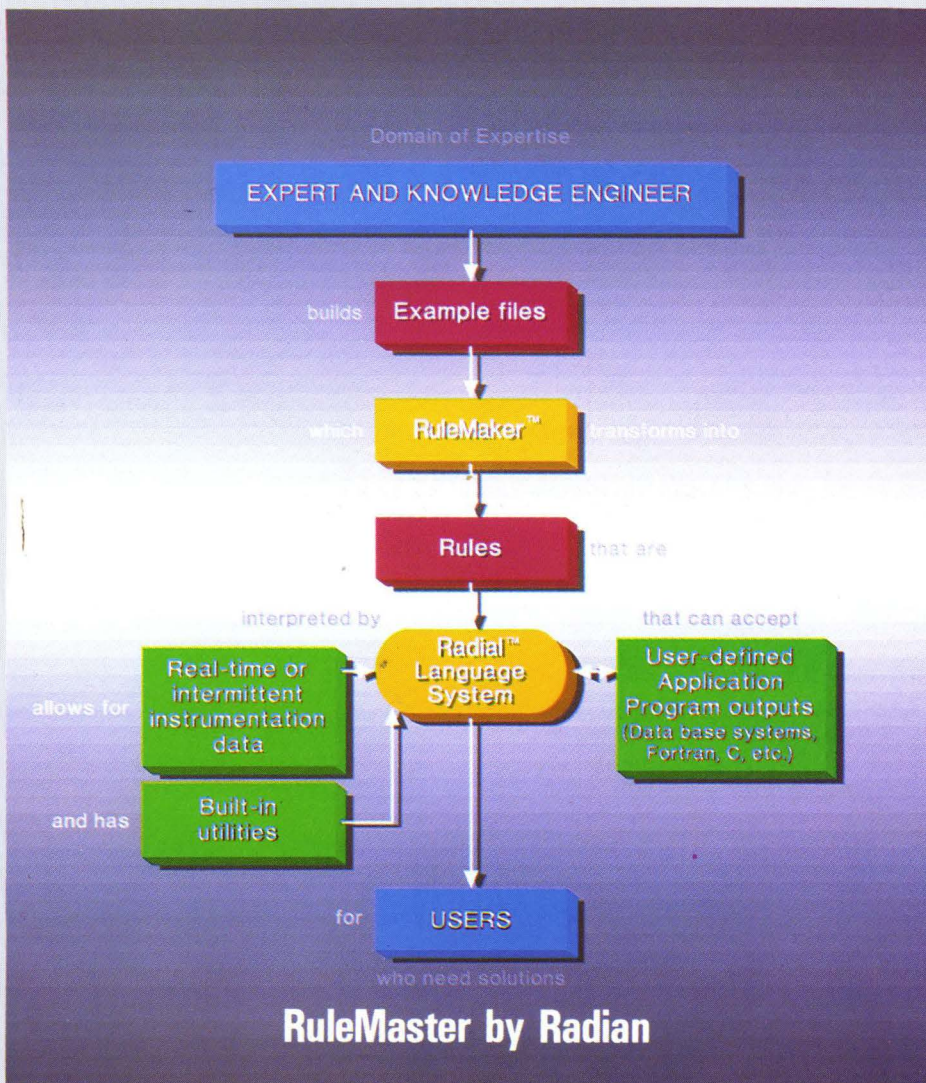 Domain of Expertise
EXPERT AND KNOWLEDGE ENGINEER
builds
Example files
which
RuleMaker™
transforms into
Rules
that are
interpreted by
Radial™
Language
System
that can accept
User-defined
Application
Program outputs
(Data base systems,
Fortran, C, etc.)
allows for
Real-time or
intermittent
instrumentation
data
and has
Built-in
utilities
for
USERS
who need solutions
RuleMaster by Radian